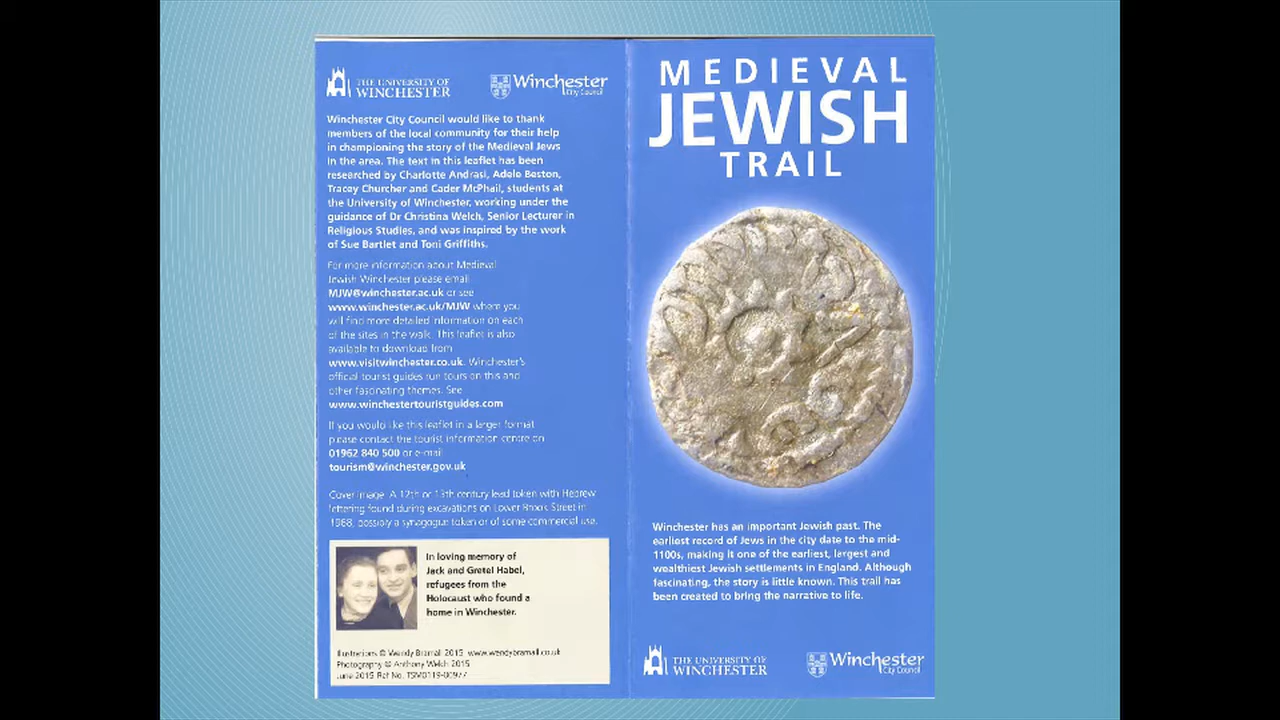 THE UNIVERSITY OF
WINCHESTER
Winchester
City Council
Winchester City Council would like to thank
members of the local community for their help
in championing the story of the Medieval Jews
in the area. The text in this leaflet has been
researched by Charlotte Andrasi, Adele Beston,
Tracey Churcher and Cader McPhail, students at
the University of Winchester, working under the
guidance of Dr Christina Welch, Senior Lecturer in
Religious Studies, and was inspired by the work
of Sue Bartlet and Toni Griffiths.
For more information about Medieval
Jewish Winchester please email
MJW@winchester.ac.uk or see
www.winchester.ac.uk/MJW where you
will find more detailed information on each
of the sites in the walk. This leaflet is also
available to download from
www.visitwinchester.co.uk. Winchester's
official tourist guides run tours on this and
other fascinating themes. See
www.winchestertouristguides.com
If you would like this leaflet in a larger format
please contact the tourist information centre on
01962 840 500 or e-mail
tourism@winchester.gov.uk
Cover image: A 12th or 13th century lead token with Hebrew
lettering found during excavations on Lower Brook Street in
1968, possibly a synagogue token or of some commercial use.
In loving memory of
Jack and Gretel Habel,
refugees from the
Holocaust who found a
home in Winchester.
Illustrations © Wendy Bramall 2015 www.wendybramall.co.uk
Photography © Anthony Welch 2015
June 2015 Ref No. TSM0119-00977
MEDIEVAL
JEWISH
TRAIL
Winchester has an important Jewish past. The
earliest record of Jews in the city date to the mid-
1100s, making it one of the earliest, largest and
wealthiest Jewish settlements in England. Although
fascinating, the story is little known. This trail has
been created to bring the narrative to life.
THE UNIVERSITY OF
WINCHESTER
Winchester
City Council